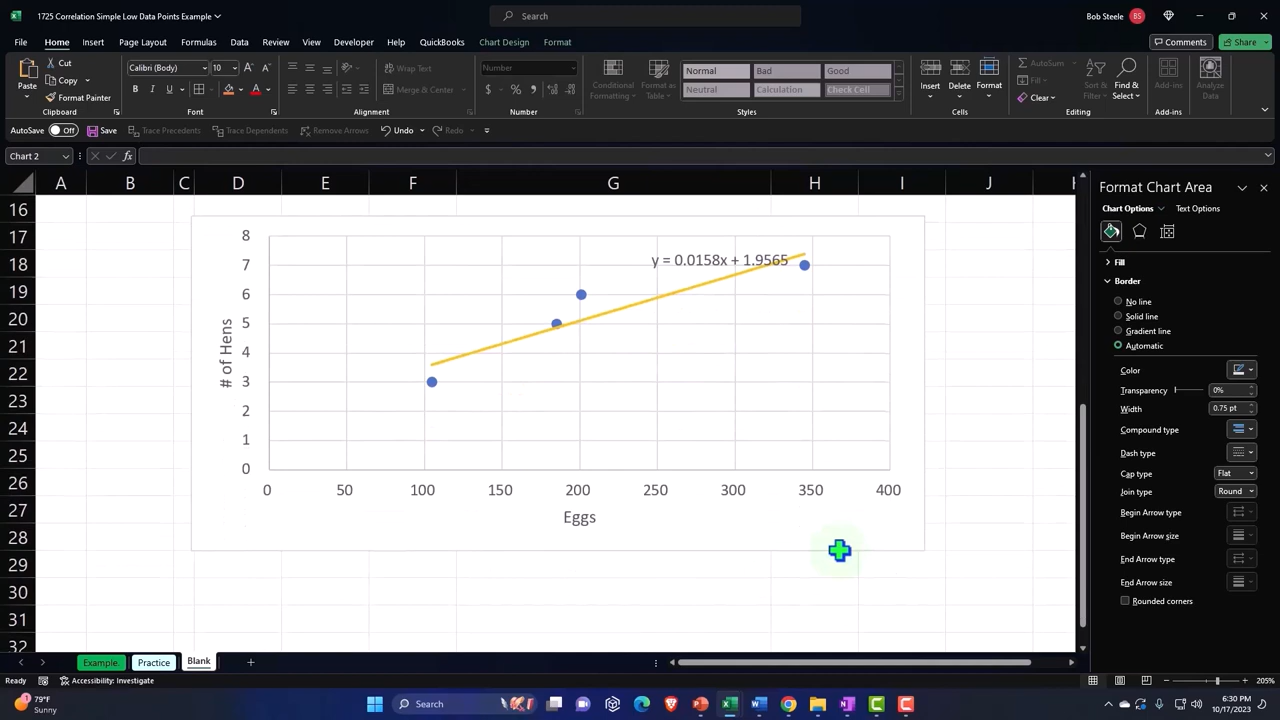 1725 Correlation Simple Low Data Points Example
Search
Bob Steele
BS
File Home Insert Draw Page Layout Formulas Data Review View Developer Help QuickBooks Chart Design Format
Comments
Share
Paste
Cut
Copy
Format Painter
Clipboard
Calibri (Body) 10
B I U
Font
Wrap Text
Merge & Center
Alignment
Number
Number
Conditional Formatting
Format as Table
Normal Bad Good
Neutral Calculation Check Cell
Styles
Insert Delete Format
Cells
AutoSum
Fill
Clear
Sort & Filter
Find & Select
Editing
Add-ins
Add-ins
Analyze Data
AutoSave Off Save Trace Precedents Trace Dependents Remove Arrows Undo Redo
Chart 2
fx
A B C D E F G H I J
16
17
18
19
20
21
22
23
24
25
26
27
28
29
30
31
32
8
7
6
5
4
3
2
1
0
# of Hens
y = 0.0158x + 1.9565
0 50 100 150 200 250 300 350 400
Eggs
Format Chart Area
Chart Options Text Options
Fill
Border
No line
Solid line
Gradient line
Automatic
Color
Transparency 0%
Width 0.75 pt
Compound type
Dash type
Cap type Flat
Join type Round
Begin Arrow type
Begin Arrow size
End Arrow type
End Arrow size
Rounded corners
Example Practice Blank
Ready
Accessibility: Investigate
205%
79°F
Sunny
Search
6:30 PM
10/17/2023